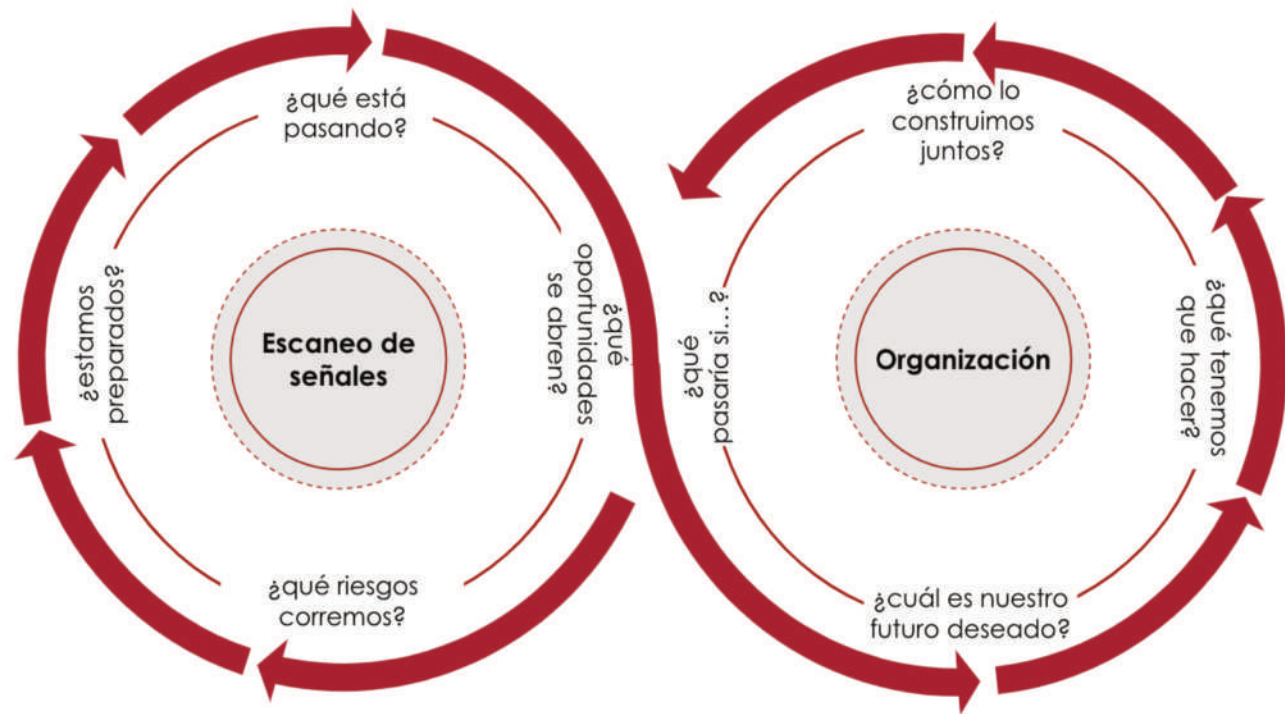 ¿qué está
pasando?
¿qué
oportunidades
se abren?
¿qué riesgos
corremos?
¿estamos
preparados?
Escaneo de
señales
¿cómo lo
construimos
juntos?
¿qué
pasaría si...?
¿cuál es nuestro
futuro deseado?
¿qué tenemos
que hacer?
Organización